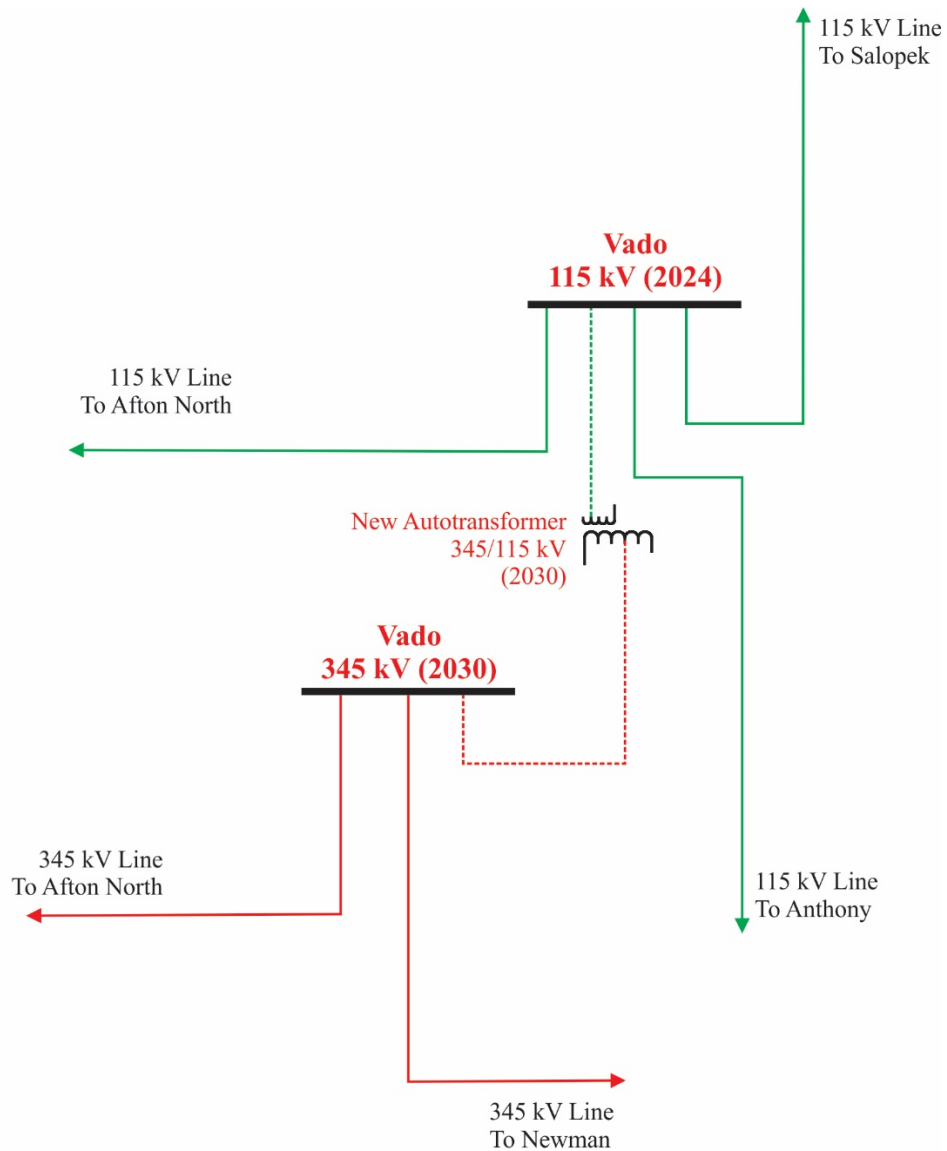 115 kV Line
To Salopek
Vado
115 kV (2024)
115 kV Line
To Afton North
New Autotransformer
345/115 kV
(2030)
Vado
345 kV (2030)
345 kV Line
To Afton North
115 kV Line
To Anthony
345 kV Line
To Newman